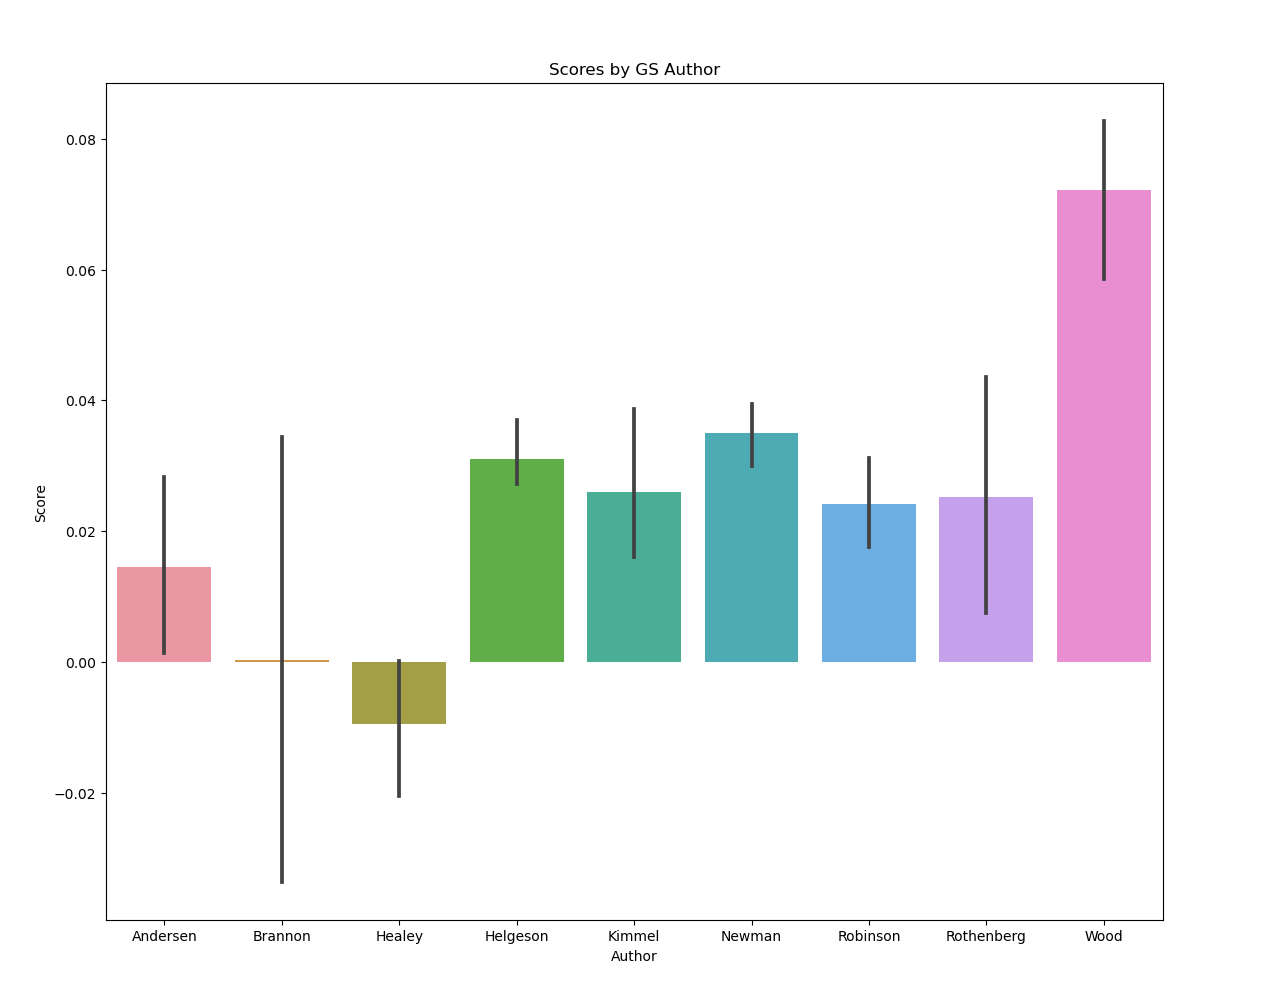 Scores by GS Author
0.08
0.06
0.04
0.02
0.00
−0.02
Score
Andersen Brannon Healey Helgeson Kimmel Newman Robinson Rothenberg Wood
Author